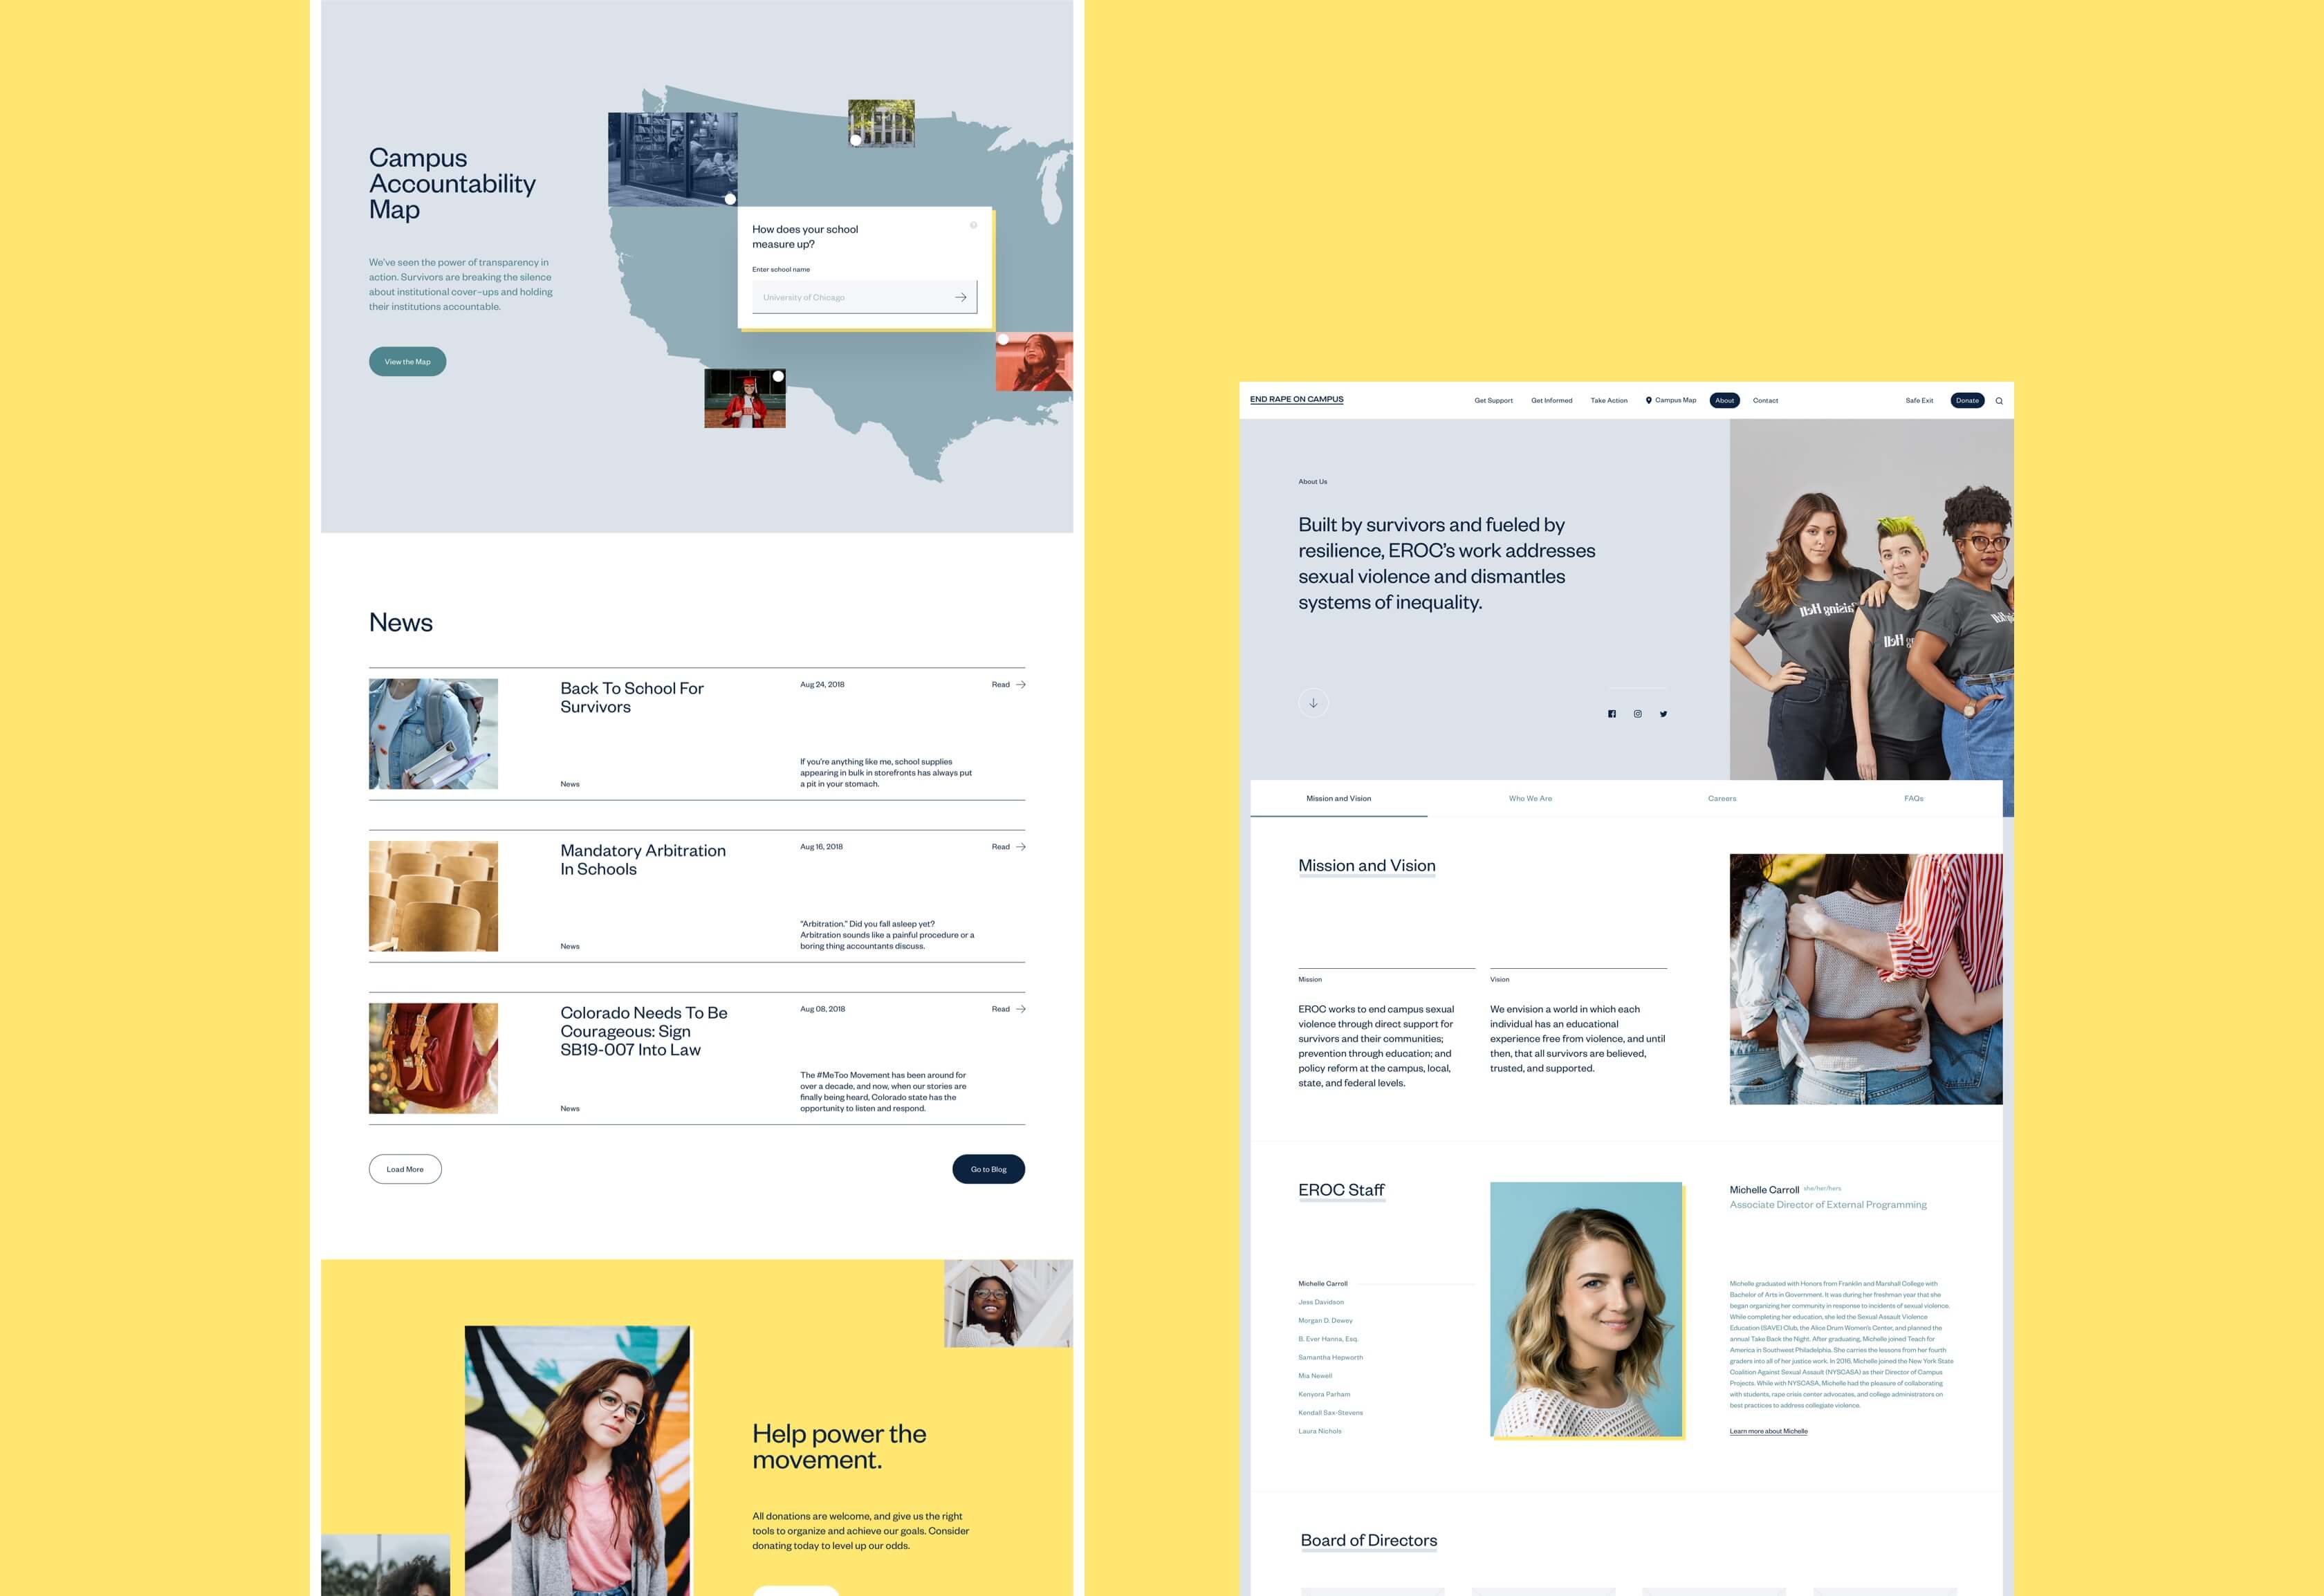 Campus
Accountability
Map
We've seen the power of transparency in
action. Survivors are breaking the silence
about institutional cover-ups and holding
their institutions accountable.
View the Map
How does your school
measure up?
Enter school name
University of Chicago
News
Back To School For
Survivors
News
Aug 24, 2018
Read
If you're anything like me, school supplies
appearing in bulk in storefronts has always put
a pit in your stomach.
Mandatory Arbitration
In Schools
News
Aug 16, 2018
Read
"Arbitration." Did you fall asleep yet?
Arbitration sounds like a painful procedure or a
boring thing accountants discuss.
Colorado Needs To Be
Courageous: Sign
SB19-007 Into Law
News
Aug 08, 2018
Read
The #MeToo Movement has been around for
over a decade, and now, when our stories are
finally being heard, Colorado state has the
opportunity to listen and respond.
Load More
Go to Blog
Help power the
movement.
All donations are welcome, and give us the right
tools to organize and achieve our goals. Consider
donating today to level up our odds.
END RAPE ON CAMPUS
Get Support
Get Informed
Take Action
Campus Map
About
Contact
Safe Exit
Donate
About Us
Built by survivors and fueled by
resilience, EROC's work addresses
sexual violence and dismantles
systems of inequality.
Mission and Vision
Who We Are
Careers
FAQs
Mission and Vision
Mission
EROC works to end campus sexual
violence through direct support for
survivors and their communities;
prevention through education; and
policy reform at the campus, local,
state, and federal levels.
Vision
We envision a world in which each
individual has an educational
experience free from violence, and until
then, that all survivors are believed,
trusted, and supported.
EROC Staff
Michelle Carroll
Jess Davidson
Morgan D. Dewey
B. Ever Hanna, Esq.
Samantha Hepworth
Mia Newell
Kenyora Parham
Kendall Sax-Stevens
Laura Nichole
Michelle Carroll she/her/hers
Associate Director of External Programming
Michelle graduated with Honors from Franklin and Marshall College with
Bachelor of Arts in Government. It was during her freshman year that she
began organizing her community in response to incidents of sexual violence.
While completing her education, she led the Sexual Assault Violence
Education (SAVE) Club, the Alice Drum Women's Center, and planned the
annual Take Back the Night. After graduating, Michelle joined Teach for
America in Southwest Philadelphia. She carries the lessons from her fourth
graders into all of her justice work. In 2016, Michelle joined the New York State
Coalition Against Sexual Assault (NYSCASA) as their Director of Campus
Projects. While with NYSCASA, Michelle had the pleasure of collaborating
with students, rape crisis center advocates, and college administrators on
best practices to address collegiate violence.
Learn more about Michelle
Board of Directors